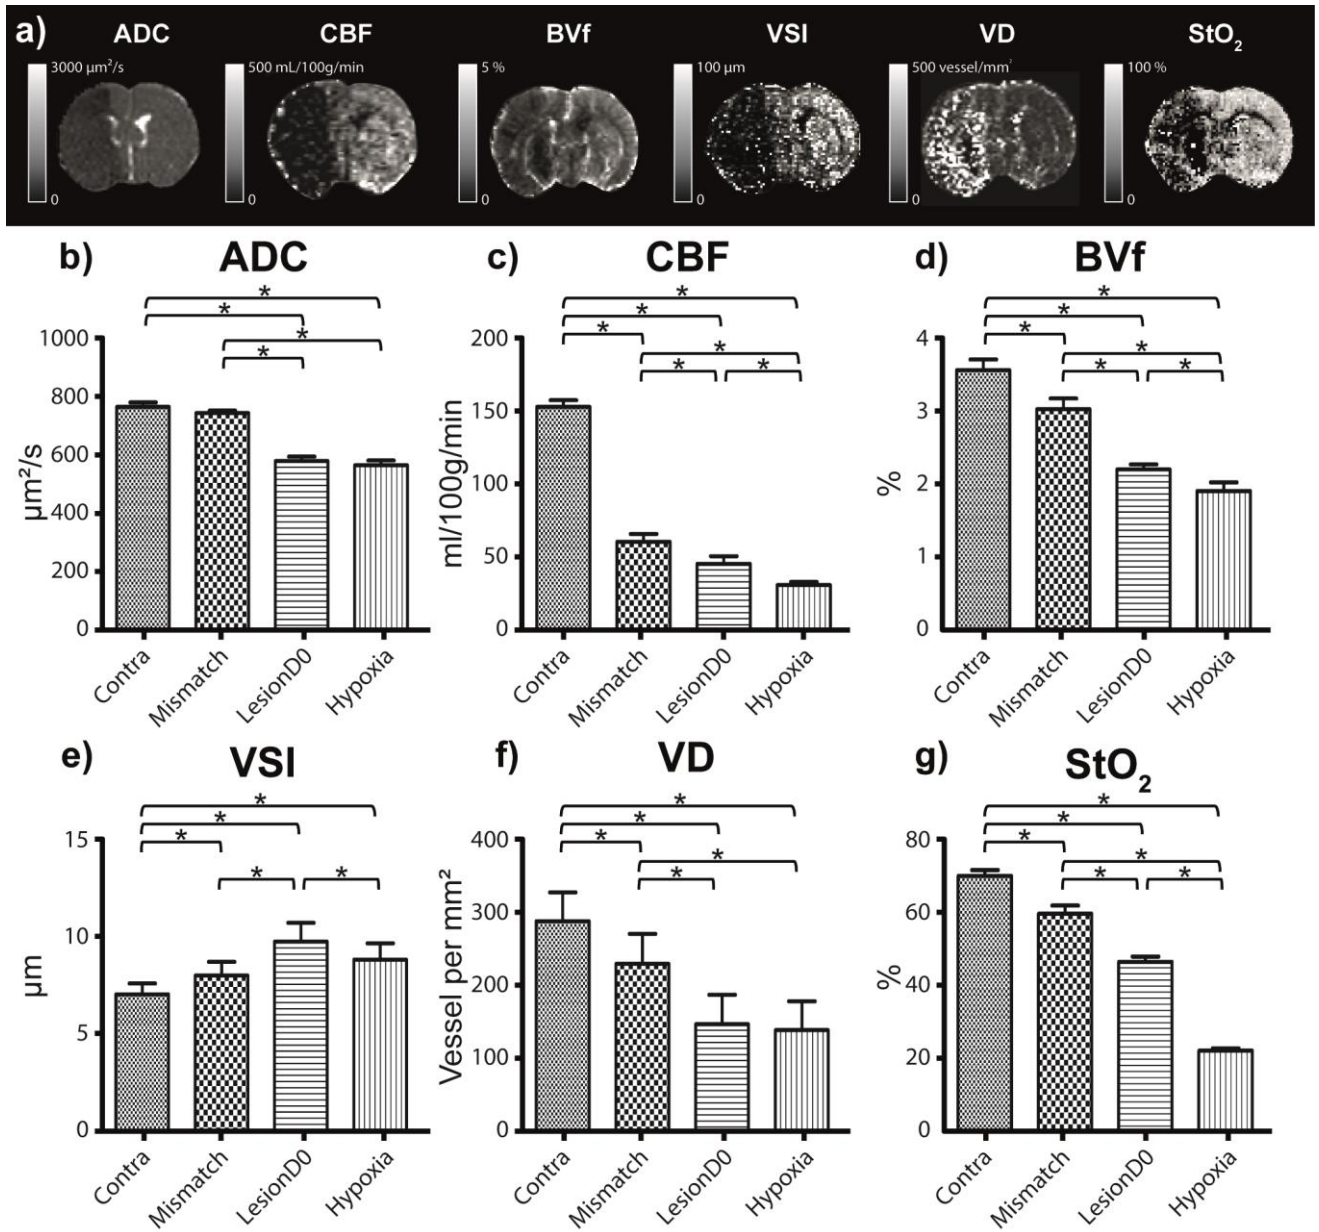 a)
ADC CBF BVf VSI VD StO₂
3000 µm²/s 500 mL/100g/min 5 % 100 µm 500 vessel/mm² 100 %
0 0 0 0 0 0
b) ADC c) CBF d) BVf
* * * *
* * * * * *
* * * * * *
µm²/s
1000
800
600
400
200
0
Contra Mismatch LesionD0 Hypoxia
ml/100g/min
200
150
100
50
0
Contra Mismatch LesionD0 Hypoxia
%
4
3
2
1
0
Contra Mismatch LesionD0 Hypoxia
e) VSI f) VD g) StO₂
* * * * *
* * * * *
* * * * * *
µm
15
10
5
0
Contra Mismatch LesionD0 Hypoxia
Vessel per mm²
400
300
200
100
0
Contra Mismatch LesionD0 Hypoxia
%
80
60
40
20
0
Contra Mismatch LesionD0 Hypoxia